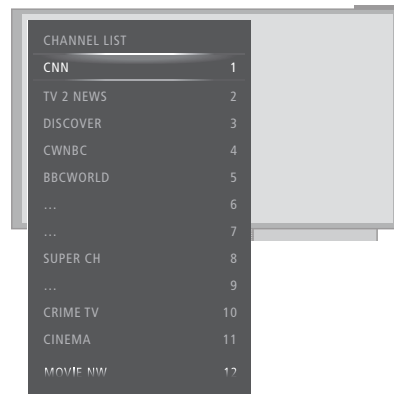 CHANNEL LIST
CNN 1
TV 2 NEWS 2
DISCOVER 3
CWNBC 4
BBCWORLD 5
... 6
... 7
SUPER CH 8
... 9
CRIME TV 10
CINEMA 11
MOVIE NW 12